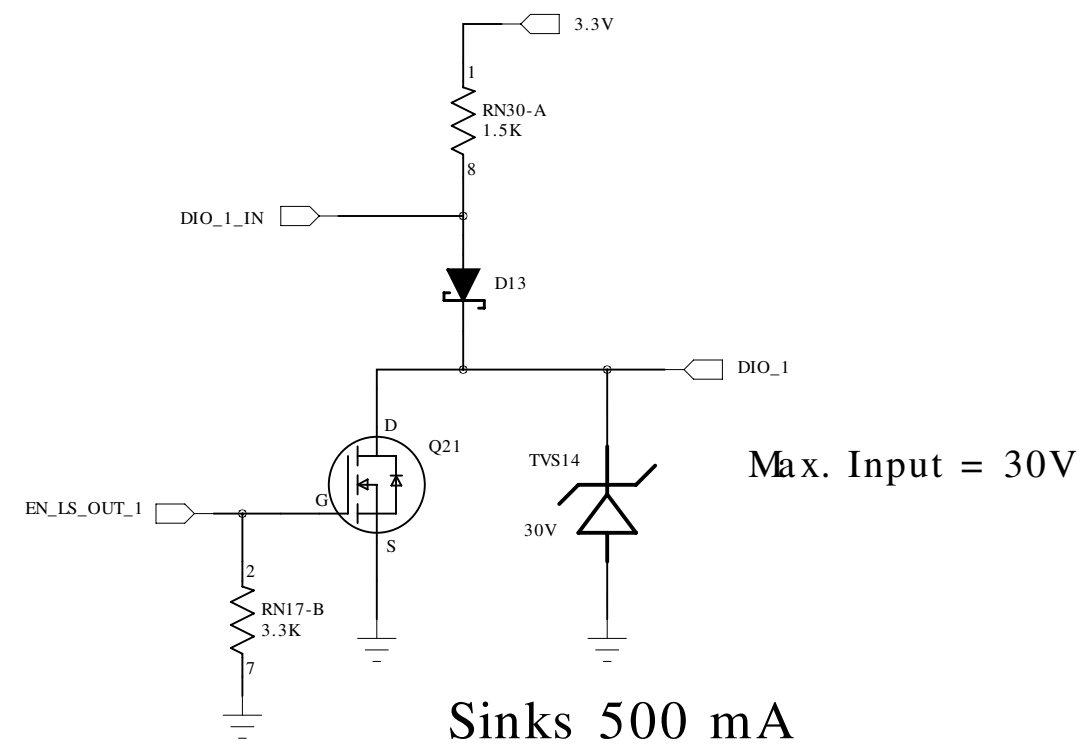 3.3V
1
RN30-A
1.5K
8
DIO_1_IN
D13
DIO_1
D
Q21
TVS14
Max. Input = 30V
G
EN_LS_OUT_1
30V
S
2
RN17-B
3.3K
7
Sinks 500 mA